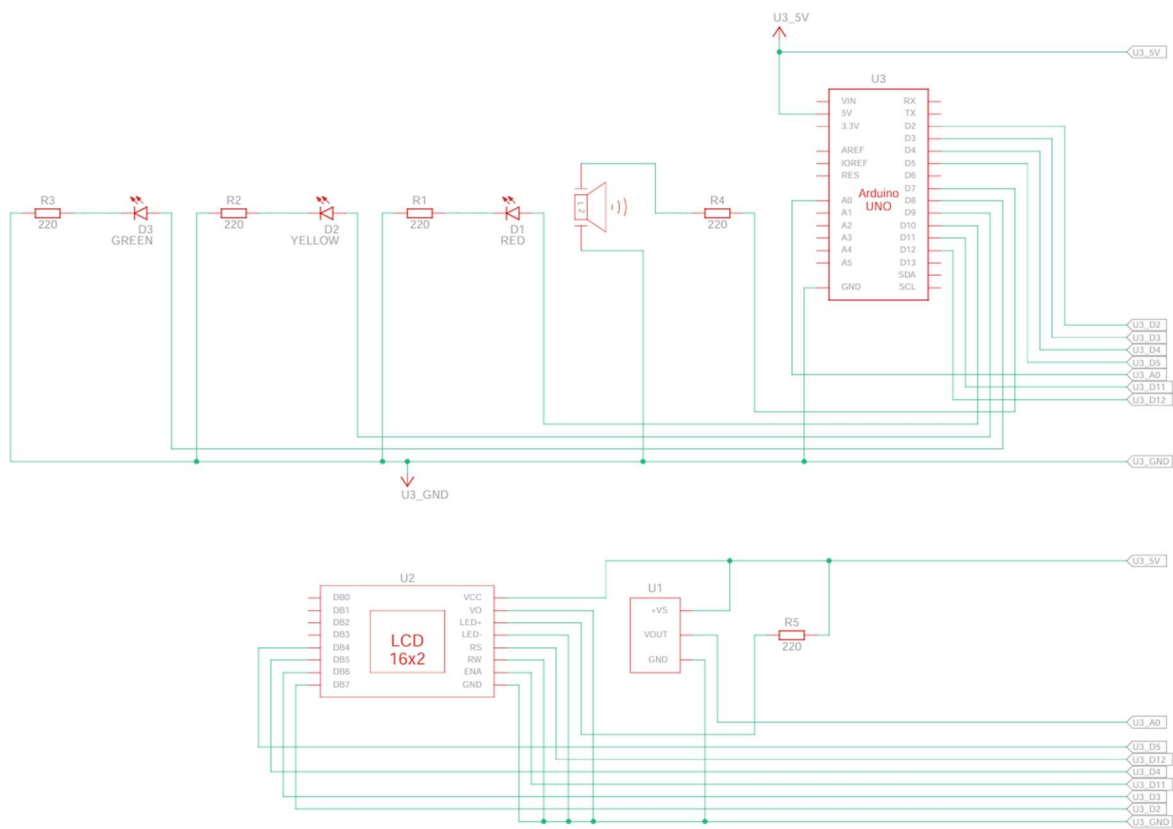 U3_5V
U3_5V
U3
VIN RX
5V TX
3.3V D2
D3
AREF D4
IOREF D5
RES D6
D7
A0 D8
A1 D9
A2 D10
A3 D11
A4 D12
A5 D13
SDA
GND SCL
Arduino
UNO
R3
220
D3
GREEN
R2
220
D2
YELLOW
R1
220
D1
RED
R4
220
U3_D2
U3_D3
U3_D4
U3_D5
U3_A0
U3_D11
U3_D12
U3_GND
U3_GND
U3_5V
U2
DB0 VCC
DB1 VO
DB2 LED+
DB3 LED-
DB4 RS
DB5 RW
DB6 ENA
DB7 GND
LCD
16x2
U1
+VS
VOUT
GND
R5
220
U3_A0
U3_D5
U3_D12
U3_D4
U3_D11
U3_D3
U3_D2
U3_GND